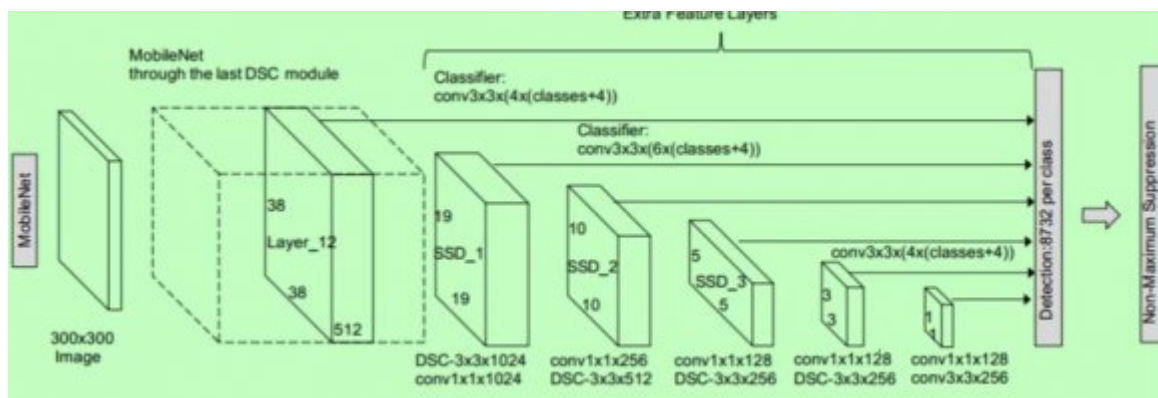 Extra Feature Layers
MobileNet
through the last DSC module
Classifier:
conv3x3x(4x(classes+4))
Classifier:
conv3x3x(6x(classes+4))
MobileNet
300x300
Image
38
Layer_12
38
512
19
SSD_1
19
10
SSD_2
10
5
SSD_3
5
conv3x3x(4x(classes+4))
3
3
1
1
DSC-3x3x1024
conv1x1x1024
conv1x1x256
DSC-3x3x512
conv1x1x128
DSC-3x3x256
conv1x1x128
DSC-3x3x256
conv1x1x128
conv3x3x256
Detection:8732 per class
Non-Maximum Suppression